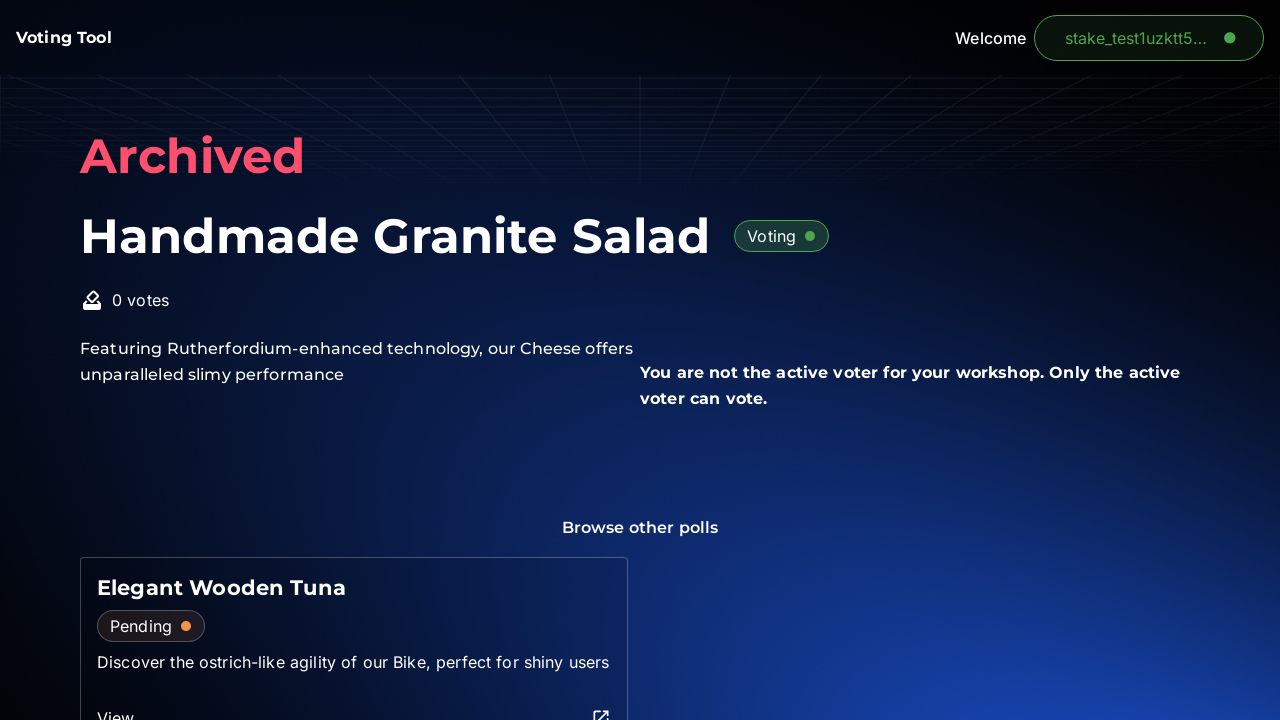 Voting Tool
Welcome
stake_test1uzktt5...
Archived
Handmade Granite Salad
Voting
0 votes
Featuring Rutherfordium-enhanced technology, our Cheese offers
unparalleled slimy performance
You are not the active voter for your workshop. Only the active
voter can vote.
Browse other polls
Elegant Wooden Tuna
Pending
Discover the ostrich-like agility of our Bike, perfect for shiny users
View